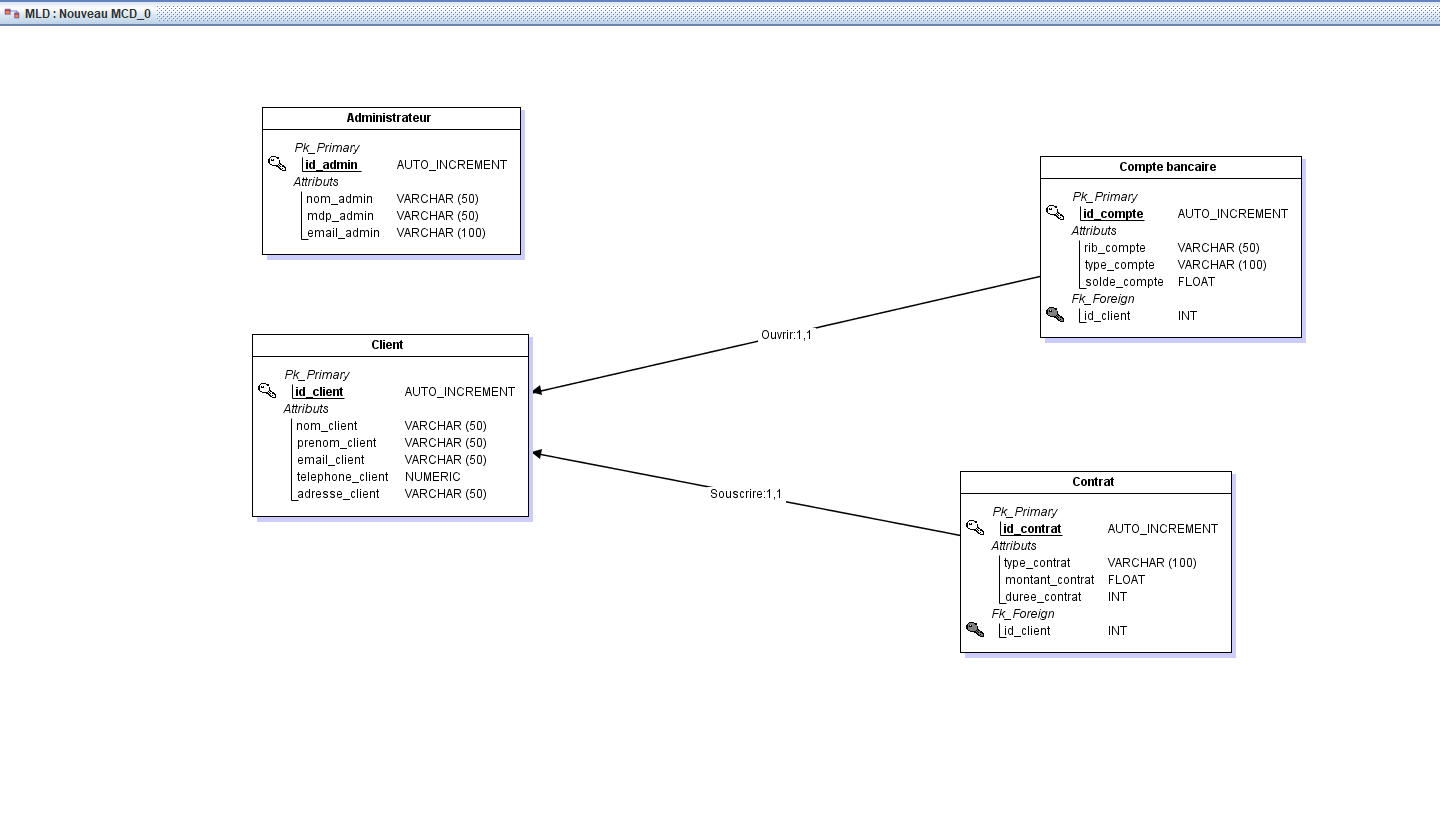 MLD : Nouveau MCD_0
Administrateur
Pk_Primary
id_admin AUTO_INCREMENT
Attributs
nom_admin VARCHAR (50)
mdp_admin VARCHAR (50)
email_admin VARCHAR (100)
Compte bancaire
Pk_Primary
id_compte AUTO_INCREMENT
Attributs
rib_compte VARCHAR (50)
type_compte VARCHAR (100)
solde_compte FLOAT
Fk_Foreign
id_client INT
Ouvrir:1,1
Client
Pk_Primary
id_client AUTO_INCREMENT
Attributs
nom_client VARCHAR (50)
prenom_client VARCHAR (50)
email_client VARCHAR (50)
telephone_client NUMERIC
adresse_client VARCHAR (50)
Souscrire:1,1
Contrat
Pk_Primary
id_contrat AUTO_INCREMENT
Attributs
type_contrat VARCHAR (100)
montant_contrat FLOAT
duree_contrat INT
Fk_Foreign
id_client INT